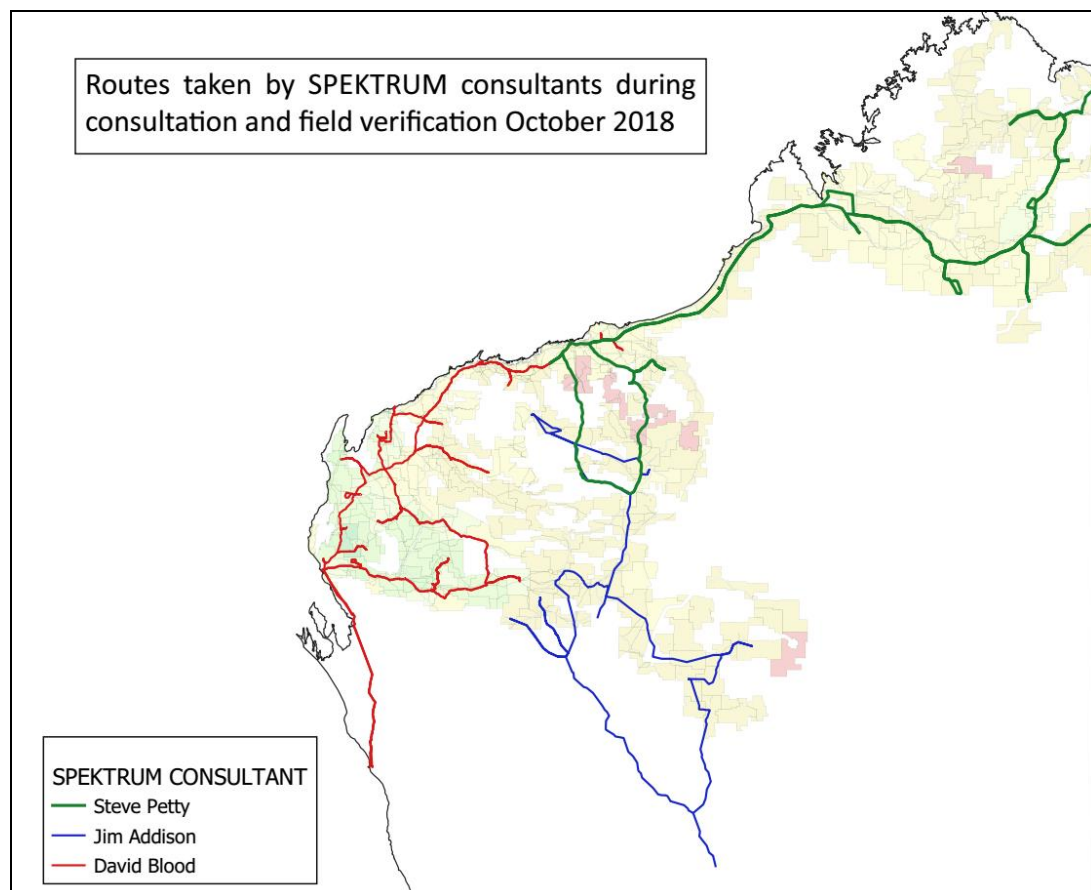 Routes taken by SPEKTRUM consultants during
consultation and field verification October 2018
SPEKTRUM CONSULTANT
Steve Petty
Jim Addison
David Blood